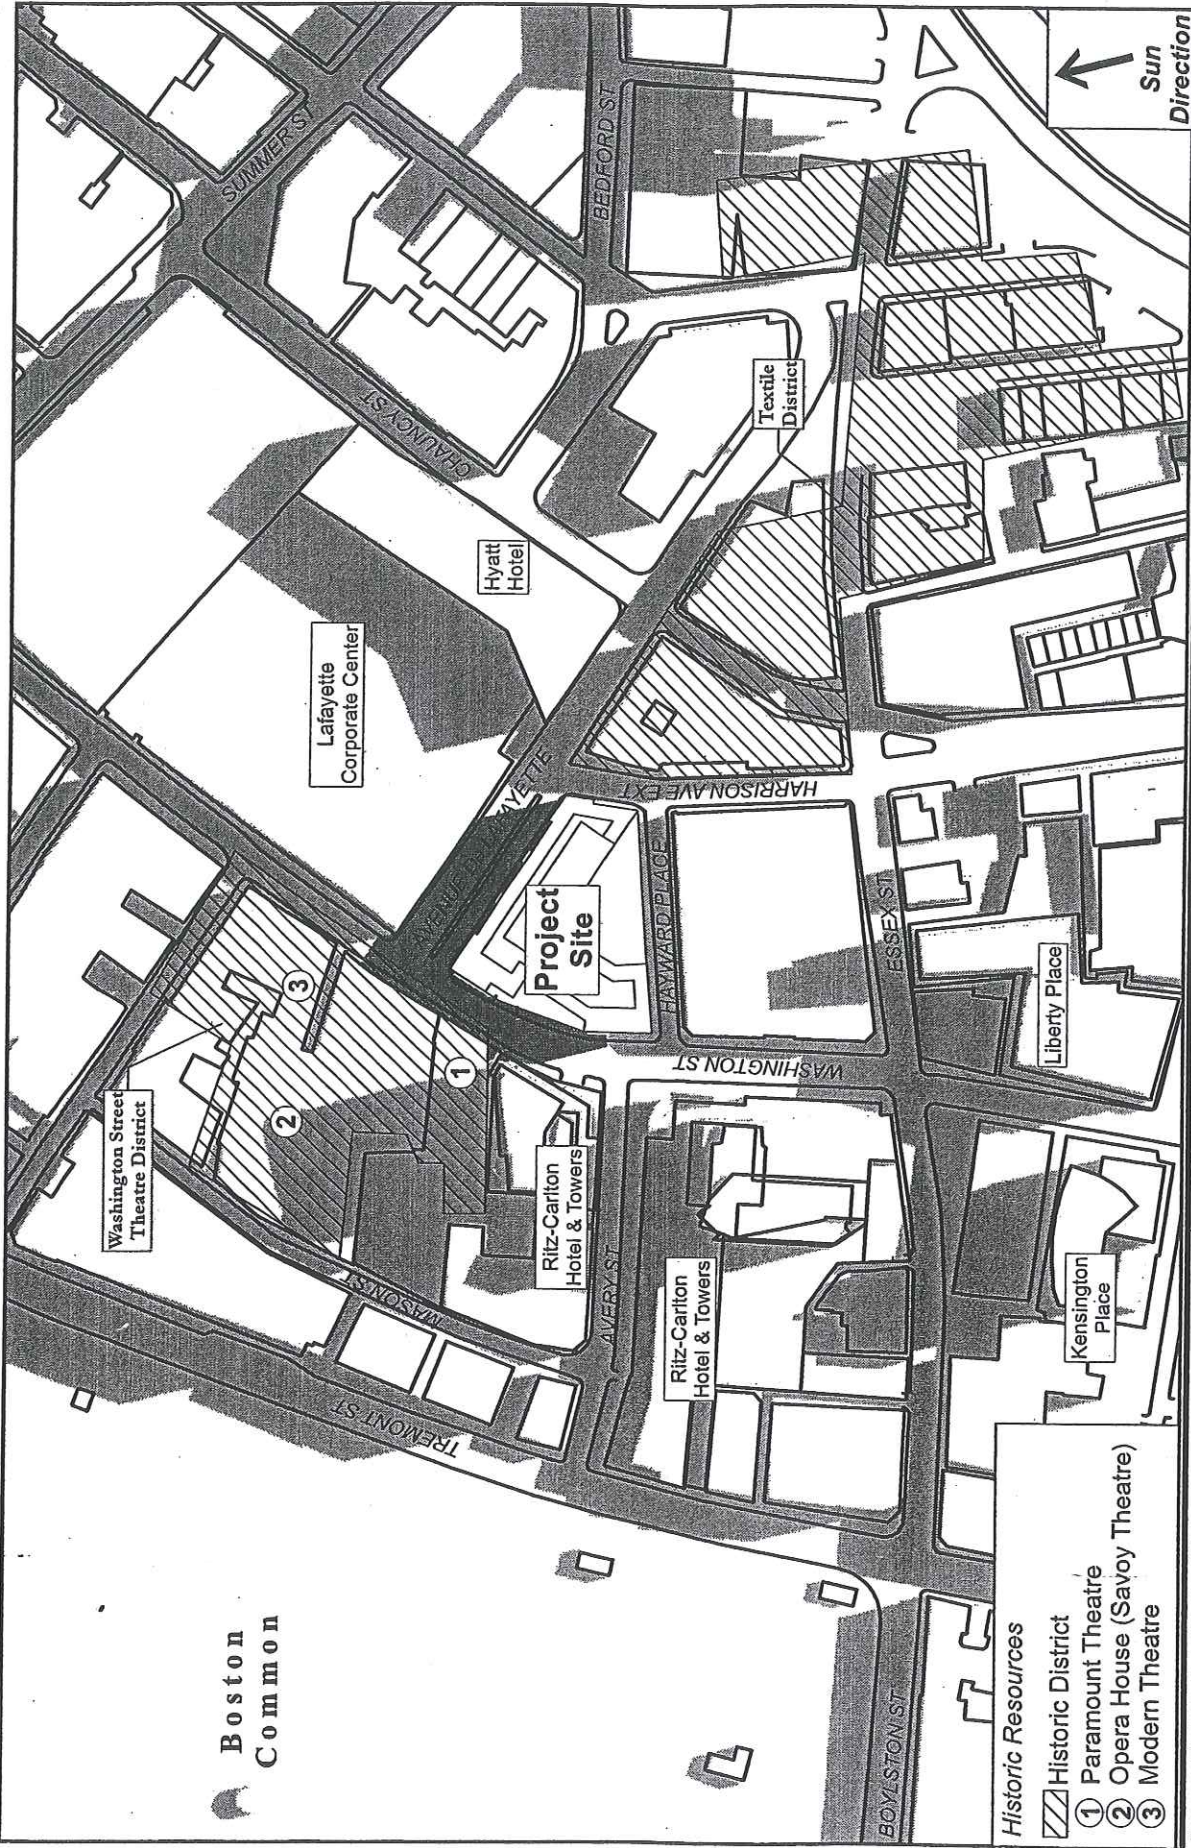 Boston
Common
TREMONT ST
MASON ST
Washington Street
Theatre District
2
3
1
Lafayette
Corporate Center
Hyatt
Hotel
CHAUNCY ST
SUMMER ST
BEDFORD ST
AVENUE DE LAFAYETTE
Project
Site
Textile
District
HARRISON AVE EXT
HAYWARD PLACE
WASHINGTON ST
Ritz-Carlton
Hotel & Towers
AVERY ST
Ritz-Carlton
Hotel & Towers
ESSEX ST
Liberty Place
Kensington
Place
BOYLSTON ST
Historic Resources
Historic District
1 Paramount Theatre
2 Opera House (Savoy Theatre)
3 Modern Theatre
Sun
Direction